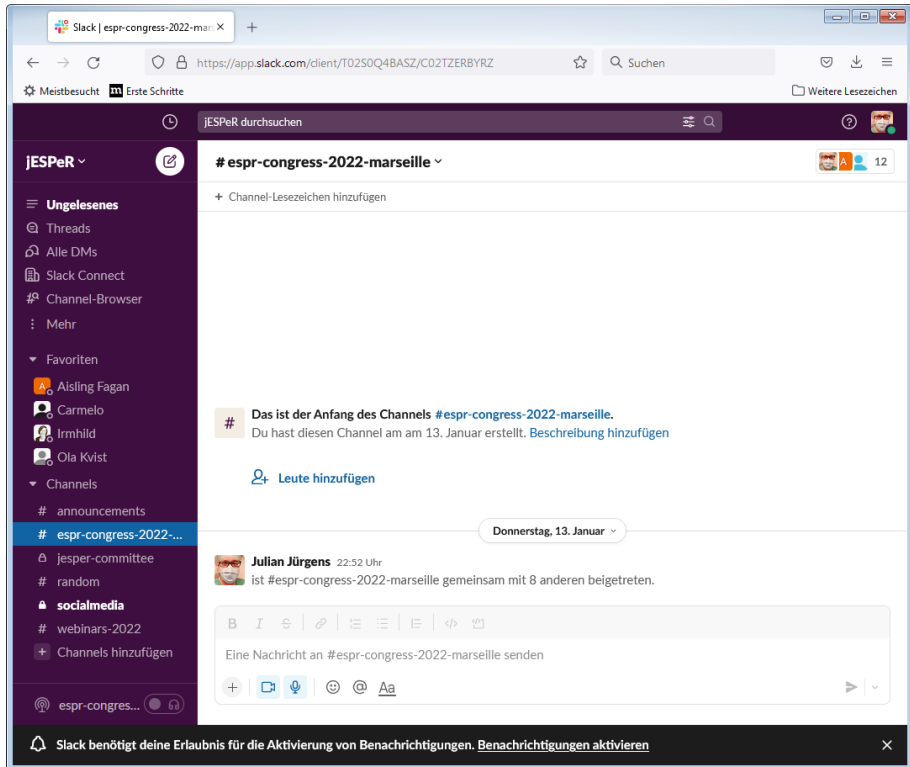 Slack | espr-congress-2022-mars
https://app.slack.com/client/T02S0Q4BASZ/C02TZERBYRZ
Suchen
Meistbesucht
Erste Schritte
Weitere Lesezeichen
jESPeR durchsuchen
jESPeR
# espr-congress-2022-marseille
A
12
+ Channel-Lesezeichen hinzufügen
Ungelesenes
Threads
Alle DMs
Slack Connect
Channel-Browser
Mehr
Favoriten
A
Aisling Fagan
Carmelo
Irmhild
Ola Kvist
Channels
# announcements
# espr-congress-2022-...
jesper-committee
# random
socialmedia
# webinars-2022
+ Channels hinzufügen
espr-congres...
# Das ist der Anfang des Channels #espr-congress-2022-marseille.
Du hast diesen Channel am am 13. Januar erstellt. Beschreibung hinzufügen
Leute hinzufügen
Donnerstag, 13. Januar
Julian Jürgens 22:52 Uhr
ist #espr-congress-2022-marseille gemeinsam mit 8 anderen beigetreten.
B I S
Eine Nachricht an #espr-congress-2022-marseille senden
+ @ Aa
Slack benötigt deine Erlaubnis für die Aktivierung von Benachrichtigungen. Benachrichtigungen aktivieren